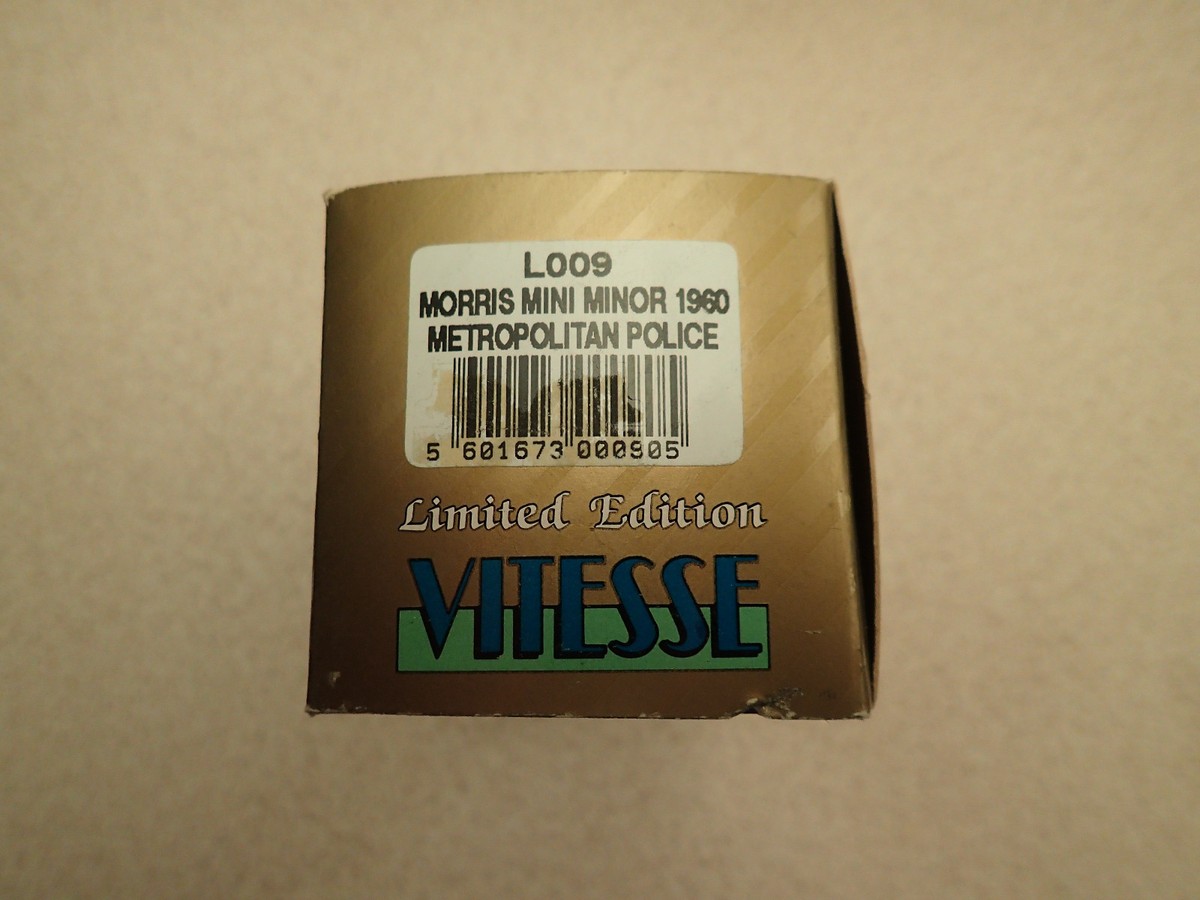 L009
MORRIS MINI MINOR 1960
METROPOLITAN POLICE
5 601673 000905
Limited Edition
VITESSE